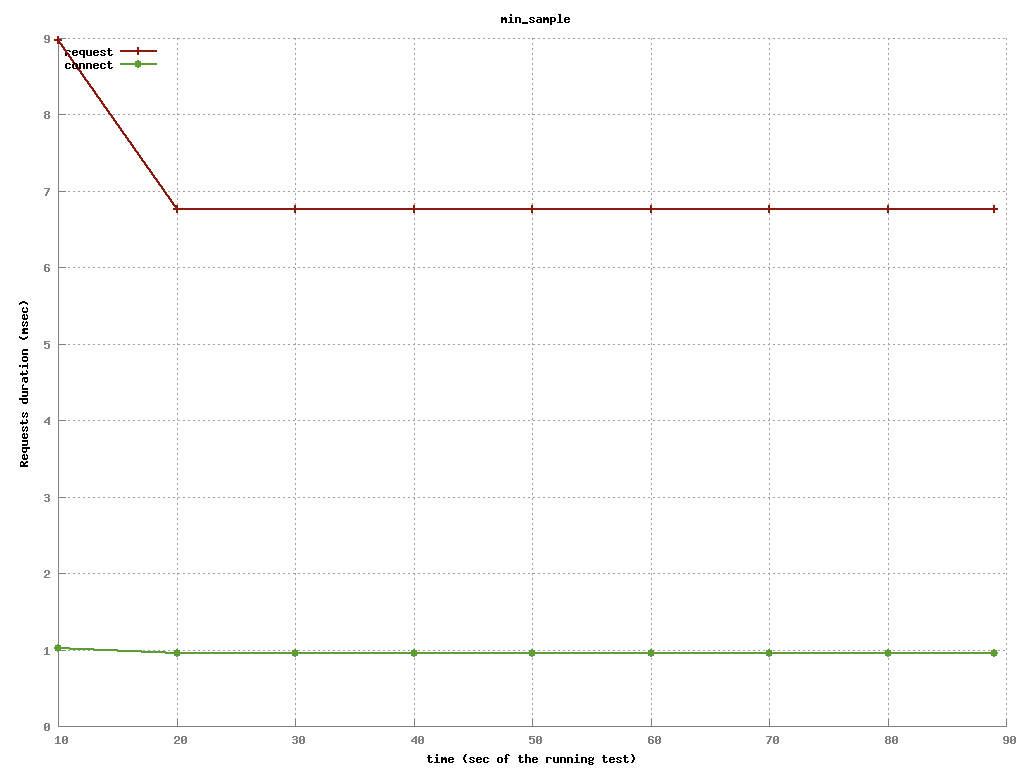 min_sample
request
connect
9
8
7
6
5
4
3
2
1
0
Requests duration (msec)
10 20 30 40 50 60 70 80 90
time (sec of the running test)